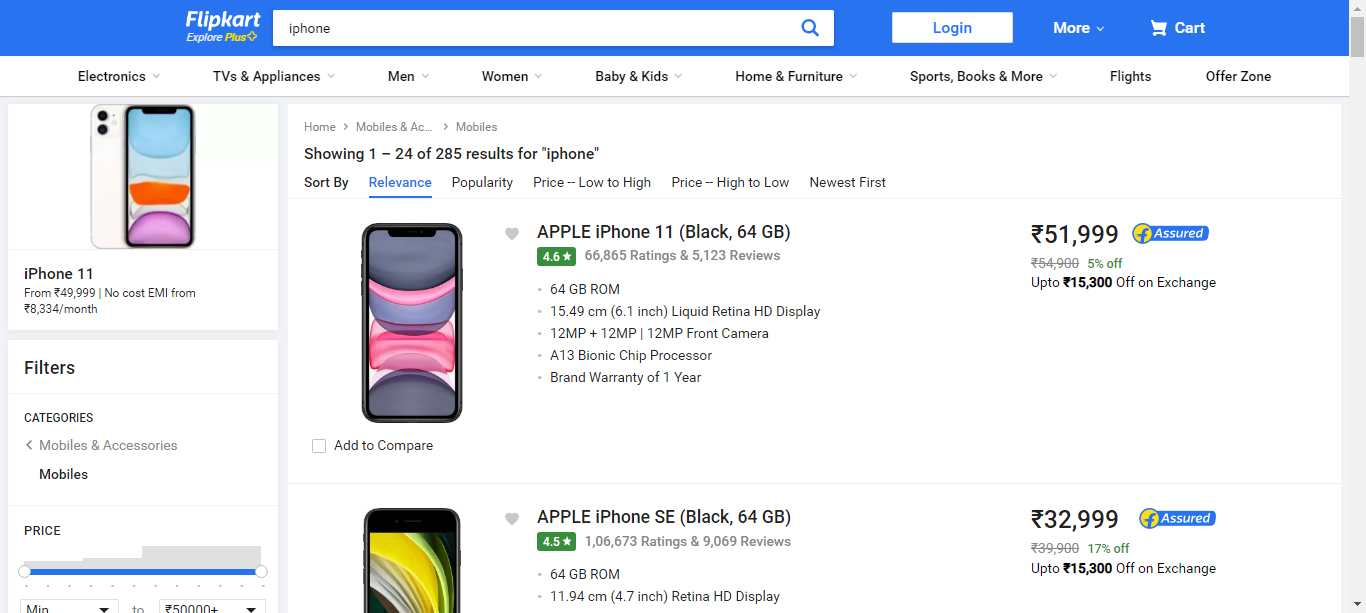 Flipkart
Explore Plus
iphone
Login
More
Cart
Electronics
TVs & Appliances
Men
Women
Baby & Kids
Home & Furniture
Sports, Books & More
Flights
Offer Zone
iPhone 11
From ₹49,999 | No cost EMI from
₹8,334/month
Filters
CATEGORIES
Mobiles & Accessories
Mobiles
PRICE
Min
to
₹50000+
Home
Mobiles & Ac...
Mobiles
Showing 1 – 24 of 285 results for "iphone"
Sort By
Relevance
Popularity
Price -- Low to High
Price -- High to Low
Newest First
APPLE iPhone 11 (Black, 64 GB)
4.6★ 66,865 Ratings & 5,123 Reviews
64 GB ROM
15.49 cm (6.1 inch) Liquid Retina HD Display
12MP + 12MP | 12MP Front Camera
A13 Bionic Chip Processor
Brand Warranty of 1 Year
₹51,999
Assured
₹54,900 5% off
Upto ₹15,300 Off on Exchange
Add to Compare
APPLE iPhone SE (Black, 64 GB)
4.5★ 1,06,673 Ratings & 9,069 Reviews
64 GB ROM
11.94 cm (4.7 inch) Retina HD Display
₹32,999
Assured
₹39,900 17% off
Upto ₹15,300 Off on Exchange